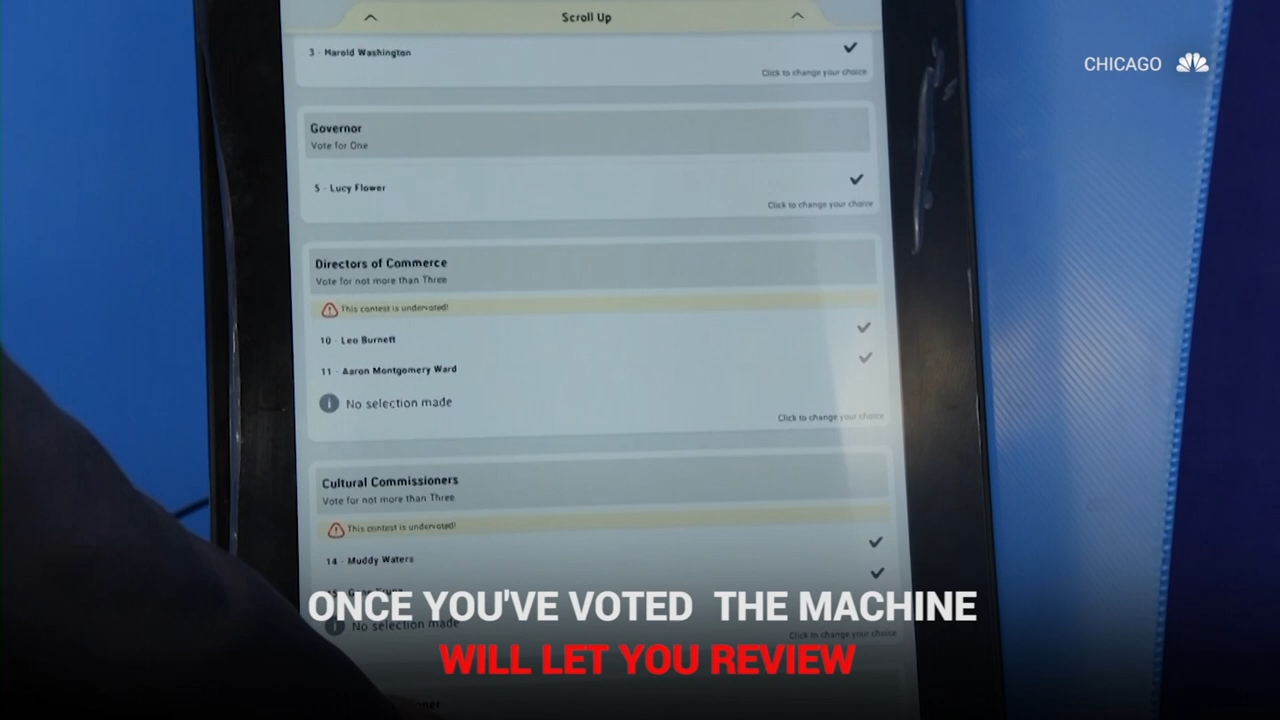 Scroll Up
3 - Marold Washington
Click to change your choice
CHICAGO
Governor
Vote for One
5 - Lucy Flower
Click to change your choice
Directors of Commerce
Vote for not more than Three
This contest is undervoted!
10 - Leo Burnett
11 - Aaron Montgomery Ward
No selection made
Click to change your choice
Cultural Commissioners
Vote for not more than Three
This contest is undervoted!
14 - Muddy Waters
No selection made
Click to change your choice
ONCE YOU'VE VOTED THE MACHINE
WILL LET YOU REVIEW